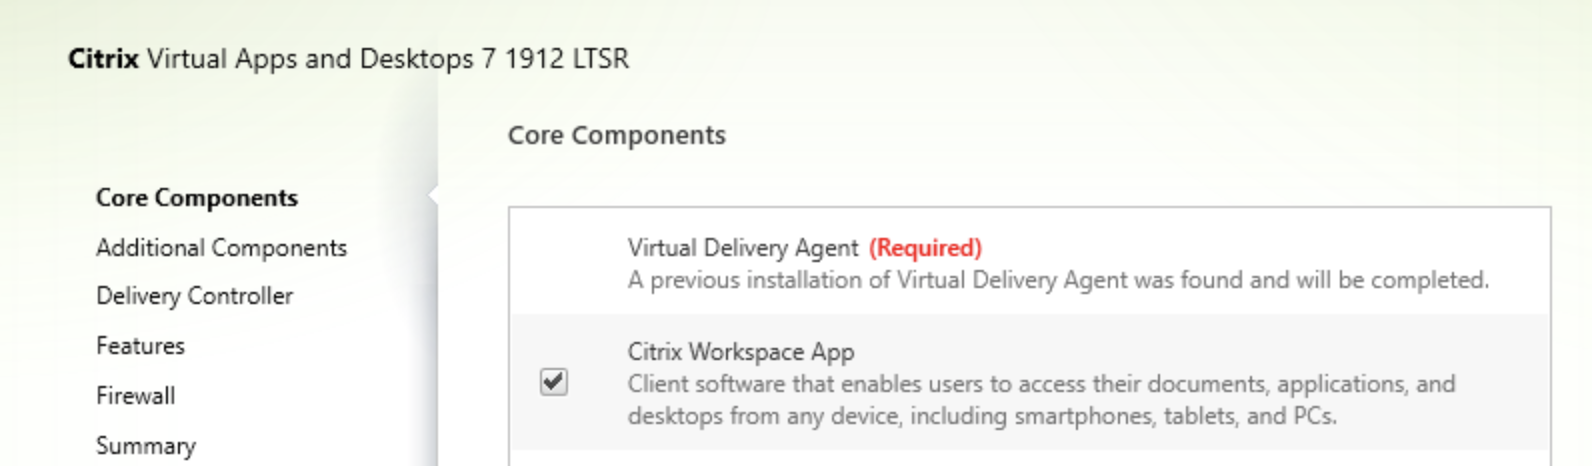 Citrix Virtual Apps and Desktops 7 1912 LTSR
Core Components
Additional Components
Delivery Controller
Features
Firewall
Summary
Core Components
Virtual Delivery Agent (Required)
A previous installation of Virtual Delivery Agent was found and will be completed.
Citrix Workspace App
Client software that enables users to access their documents, applications, and
desktops from any device, including smartphones, tablets, and PCs.